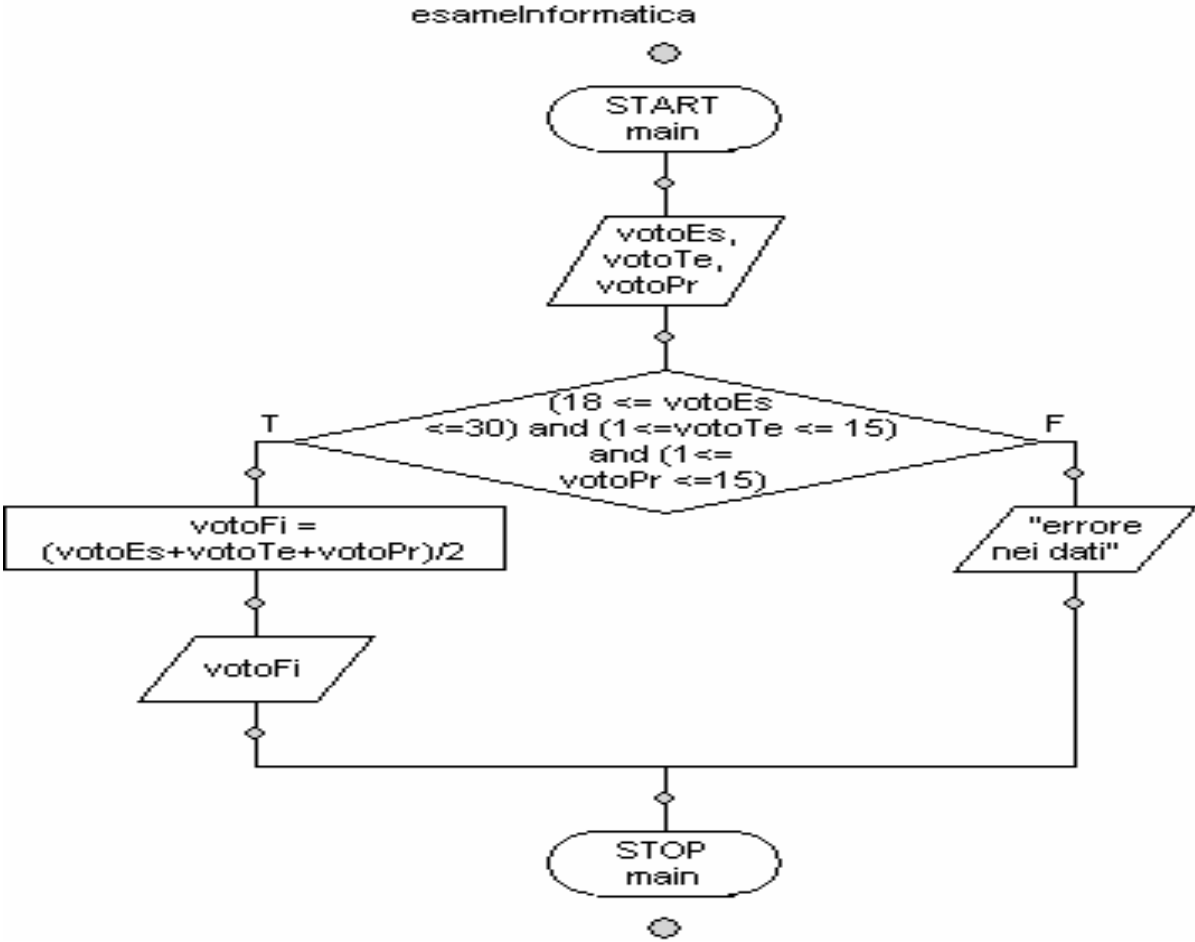 esameInformatica
START
main
votoEs,
votoTe,
votoPr
T
(18 <= votoEs
<=30) and (1<=votoTe <= 15)
and (1<=
votoPr <=15)
F
votoFi =
(votoEs+votoTe+votoPr)/2
"errore
nei dati"
votoFi
STOP
main